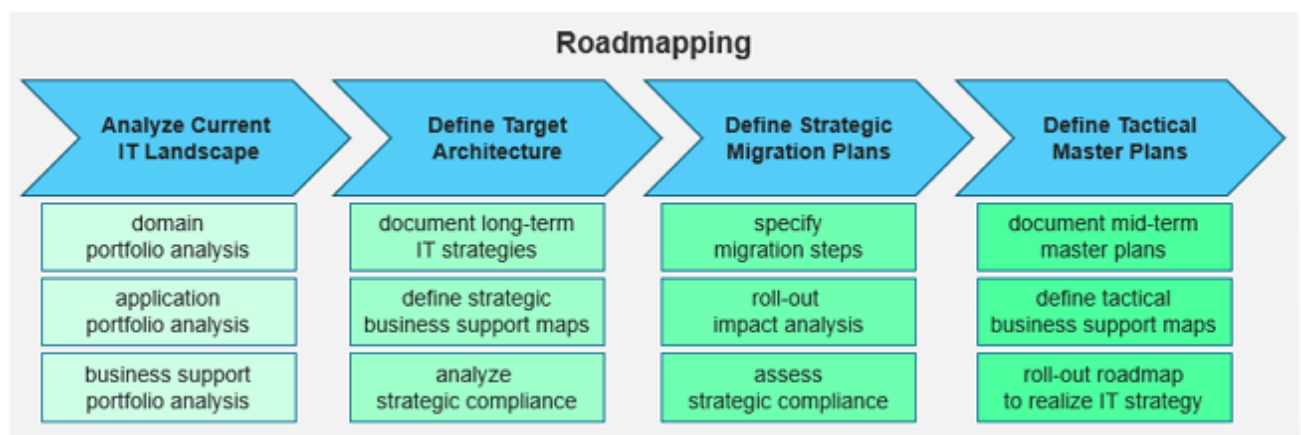 Roadmapping
Analyze Current
IT Landscape
Define Target
Architecture
Define Strategic
Migration Plans
Define Tactical
Master Plans
domain
portfolio analysis
application
portfolio analysis
business support
portfolio analysis
document long-term
IT strategies
define strategic
business support maps
analyze
strategic compliance
specify
migration steps
roll-out
impact analysis
assess
strategic compliance
document mid-term
master plans
define tactical
business support maps
roll-out roadmap
to realize IT strategy